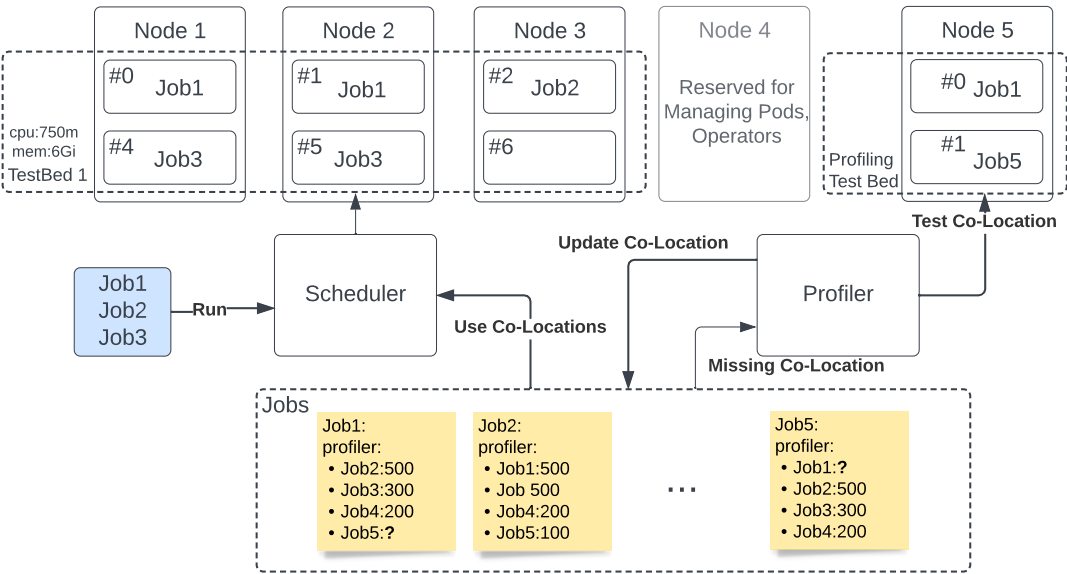 Node 1
Node 2
Node 3
Node 4
Node 5
#0 Job1
#1 Job1
#2 Job2
#4 Job3
#5 Job3
#6
cpu:750m
mem:6Gi
TestBed 1
Reserved for
Managing Pods,
Operators
#0 Job1
#1 Job5
Profiling
Test Bed
Test Co-Location
Update Co-Location
Job1
Job2
Job3
Run
Scheduler
Profiler
Use Co-Locations
Missing Co-Location
Jobs
Job1:
profiler:
• Job2:500
• Job3:300
• Job4:200
• Job5:?
Job2:
profiler:
• Job1:500
• Job 500
• Job4:200
• Job5:100
...
Job5:
profiler:
• Job1:?
• Job2:500
• Job3:300
• Job4:200